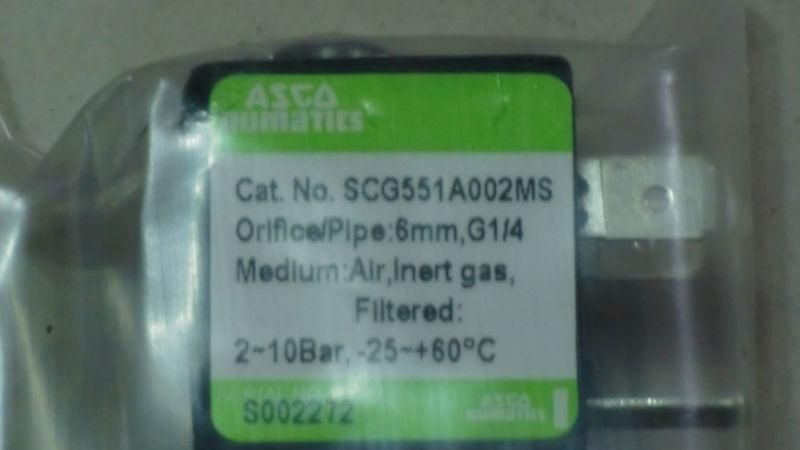 ASCO
NUMATICS
Cat. No. SCG551A002MS
Orifice/Pipe:6mm,G1/4
Medium:Air,Inert gas,
Filtered:
2~10Bar, -25~+60°C
S002272
ASCO
NUMATICS